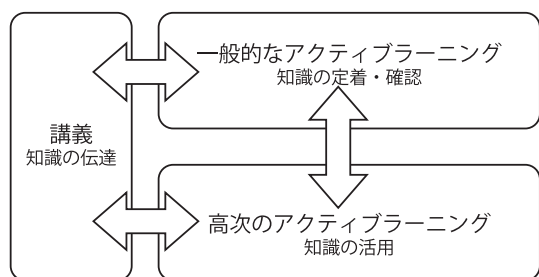 講義
知識の伝達
一般的なアクティブラーニング
知識の定着・確認
高次のアクティブラーニング
知識の活用